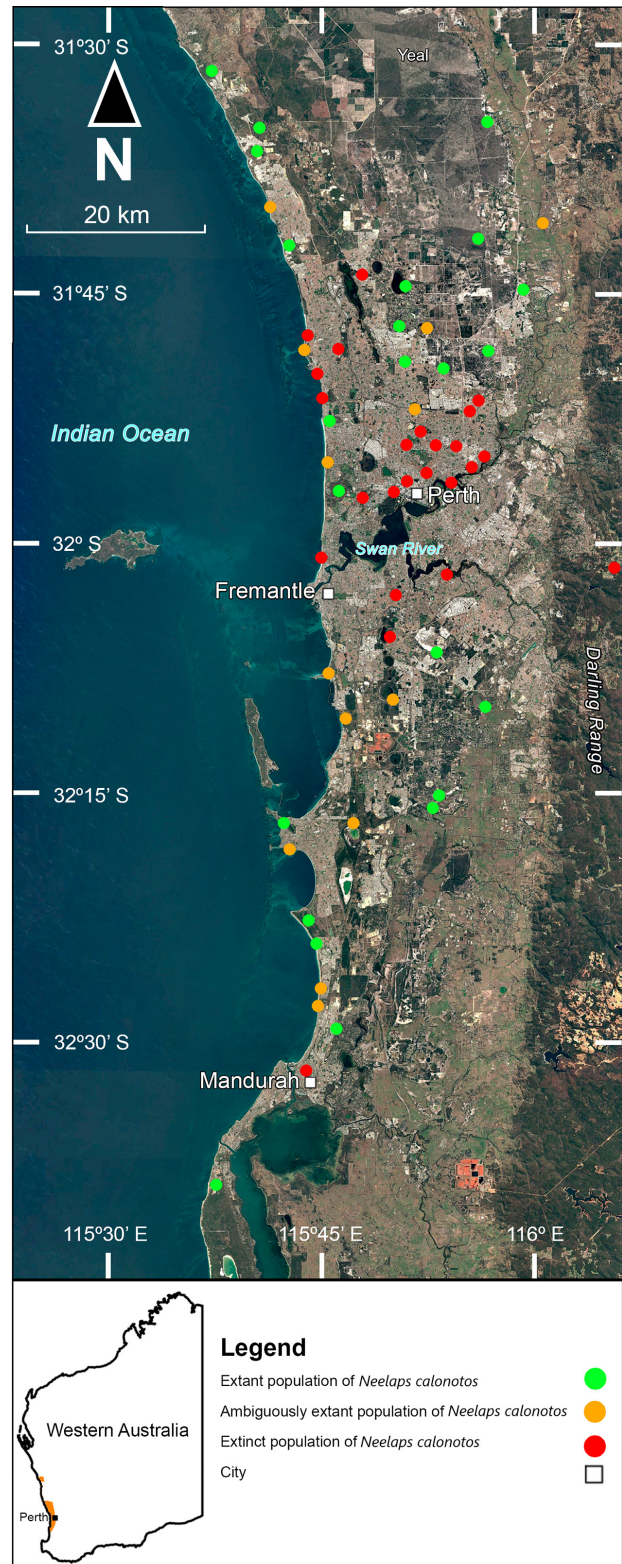 31º30’ S
Yeal
N
20 km
31º45’ S
Indian Ocean
Perth
32º S
Swan River
Fremantle
Darling Range
32º15’ S
32º30’ S
Mandurah
115º30’ E
115º45’ E
116º E
Legend
Extant population of Neelaps calonotos
Ambiguously extant population of Neelaps calonotos
Extinct population of Neelaps calonotos
City
Western Australia
Perth